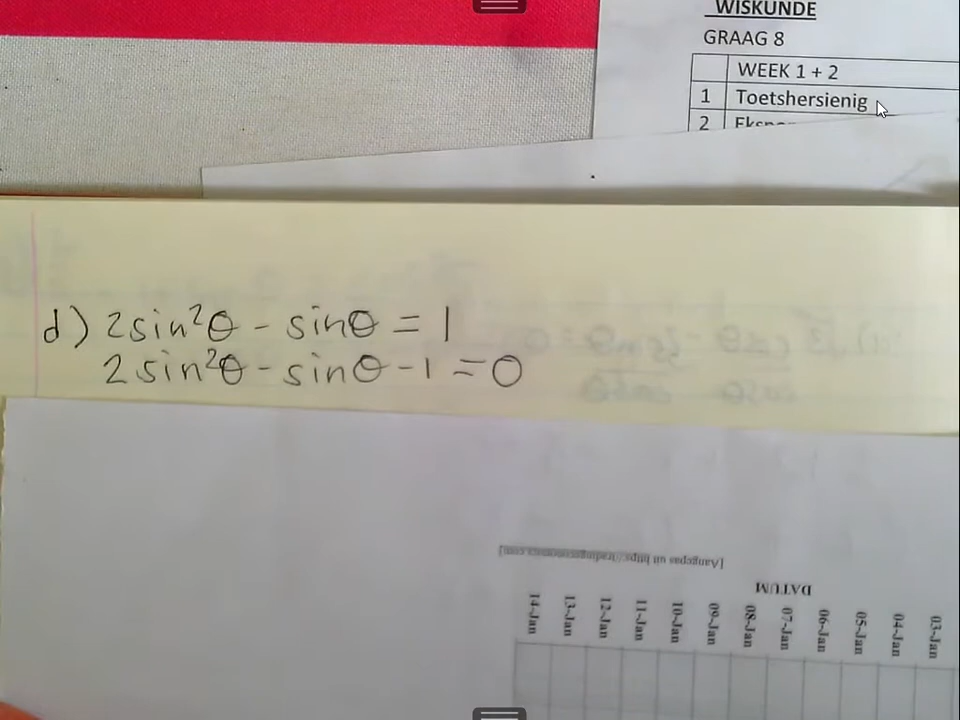 WISKUNDE
GRAAG 8
WEEK 1 + 2
1 Toetshersienig
2
d) 2sin²θ - sinθ = 1
2sin²θ - sinθ - 1 = 0
DATUM
14-Jan 13-Jan 12-Jan 11-Jan 10-Jan 09-Jan 08-Jan 07-Jan 06-Jan 05-Jan 04-Jan 03-Jan